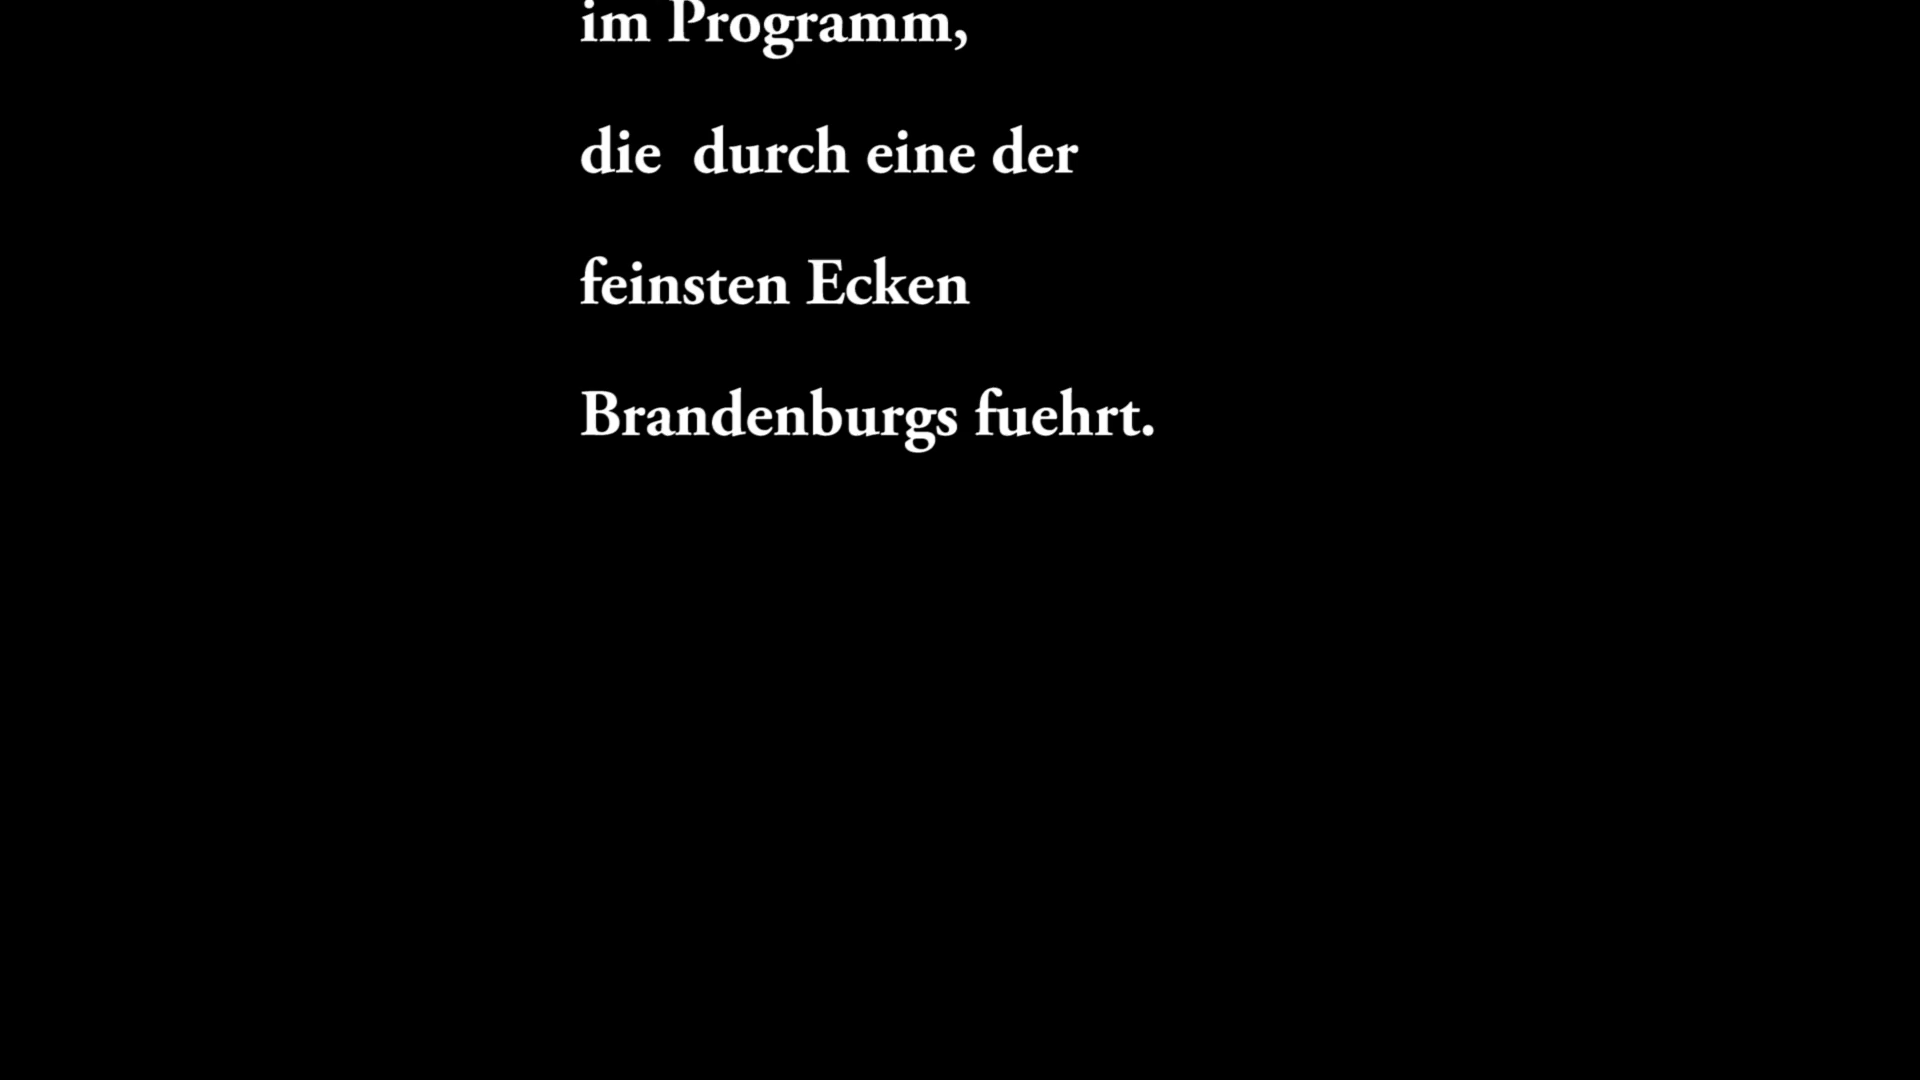 im Programm,
die  durch eine der
feinsten Ecken
Brandenburgs fuehrt.